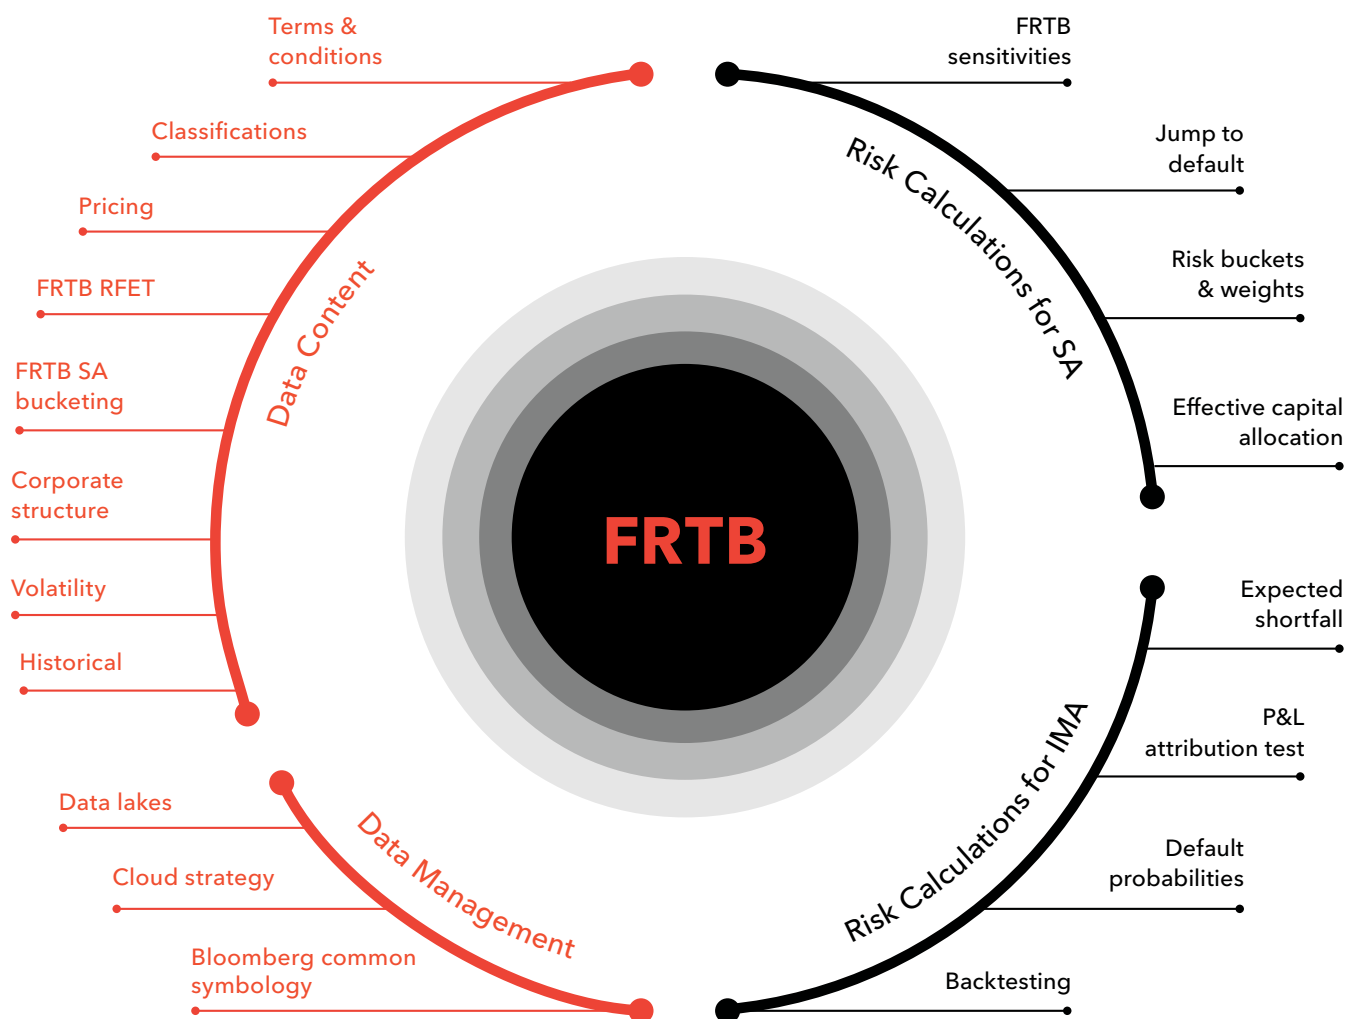 Terms &
conditions
Classifications
Pricing
FRTB RFET
FRTB SA
bucketing
Corporate
structure
Volatility
Historical
Data Content
Data lakes
Cloud strategy
Bloomberg common
symbology
Data Management
FRTB
FRTB
sensitivities
Jump to
default
Risk buckets
& weights
Effective capital
allocation
Risk Calculations for SA
Expected
shortfall
P&L
attribution test
Default
probabilities
Backtesting
Risk Calculations for IMA